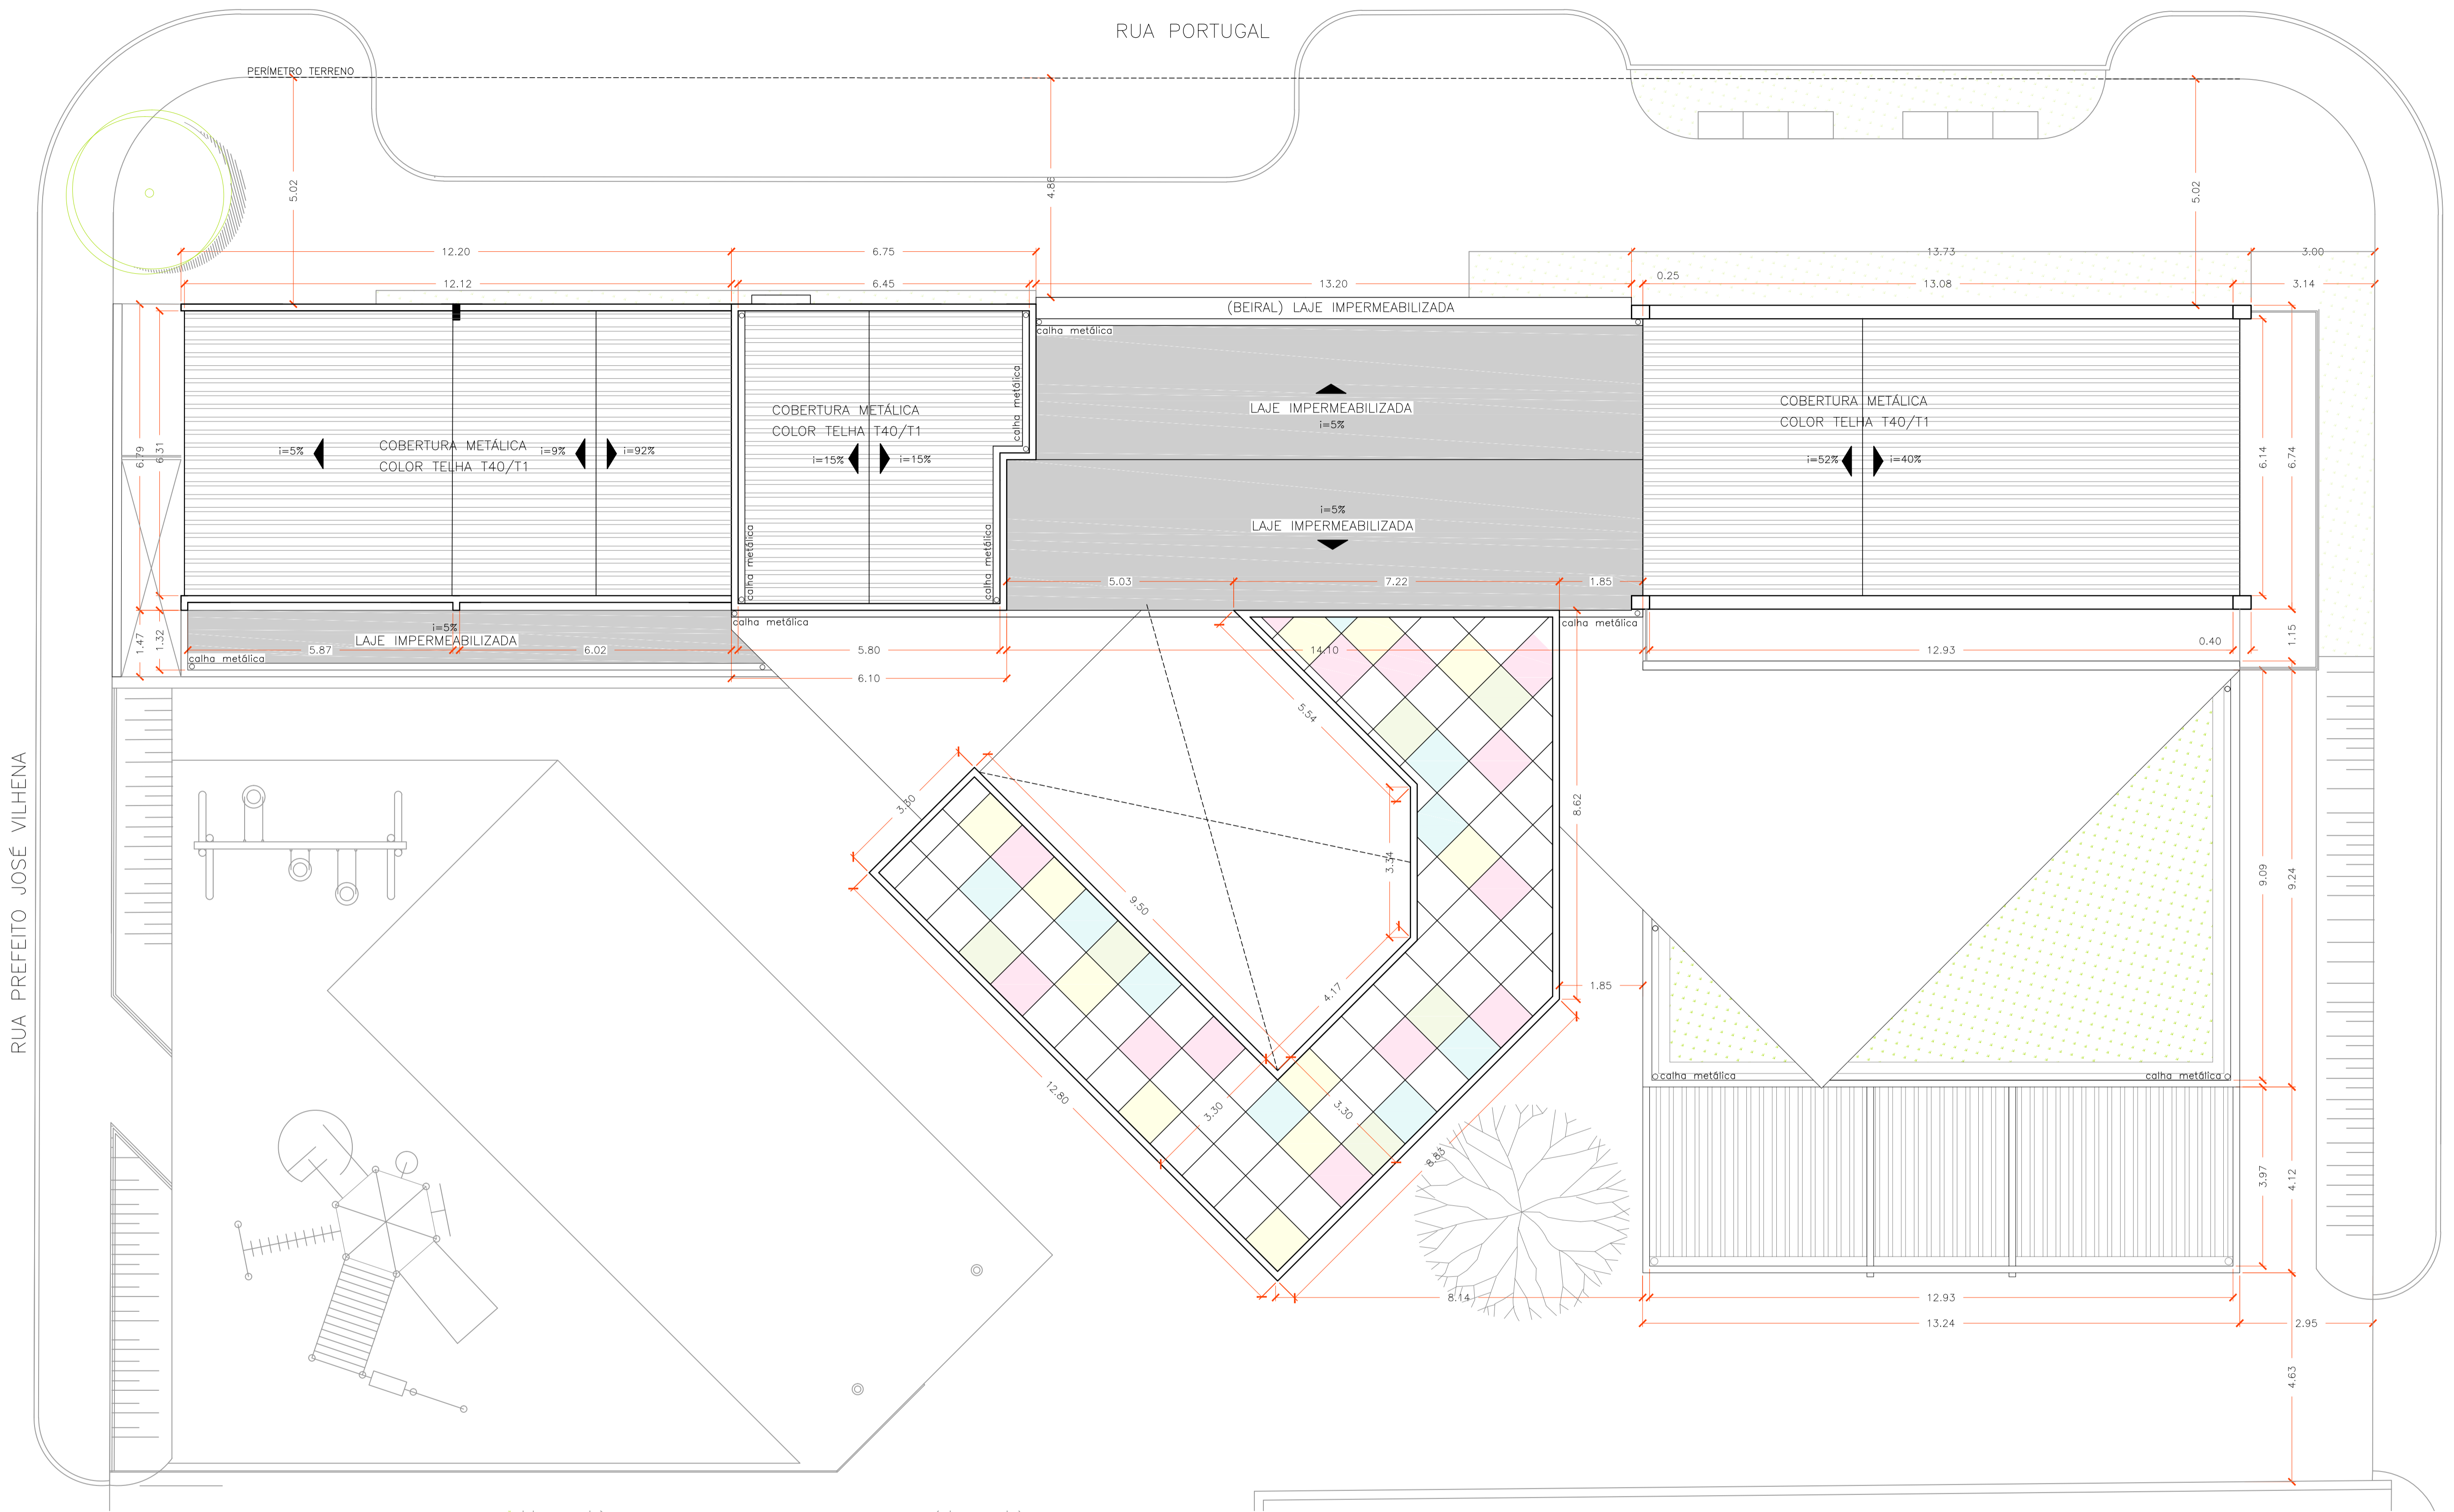 RUA PORTUGAL
PERÍMETRO TERRENO
5.02
4.86
5.02
12.20
6.75
13.73
3.00
12.12
6.45
13.20
0.25
13.08
3.14
(BEIRAL) LAJE IMPERMEABILIZADA
calha metálica
calha metálica
COBERTURA METÁLICA
COLOR TELHA T40/T1
i=5%
i=9%
i=92%
COBERTURA METÁLICA
COLOR TELHA T40/T1
i=15%
i=15%
LAJE IMPERMEABILIZADA
i=5%
COBERTURA METÁLICA
COLOR TELHA T40/T1
i=52%
i=40%
6.79
6.31
6.14
6.74
i=5%
LAJE IMPERMEABILIZADA
calha metálica
calha metálica
5.03
7.22
1.85
calha metálica
calha metálica
i=5%
LAJE IMPERMEABILIZADA
calha metálica
1.47
1.32
5.87
6.02
5.80
14.10
12.93
0.40
1.15
6.10
5.54
3.30
8.62
3.34
9.50
9.09
9.24
RUA PREFEITO JOSÉ VILHENA
4.17
1.85
calha metálica
calha metálica
12.80
3.30
3.30
8.83
3.97
4.12
8.14
12.93
13.24
2.95
4.63